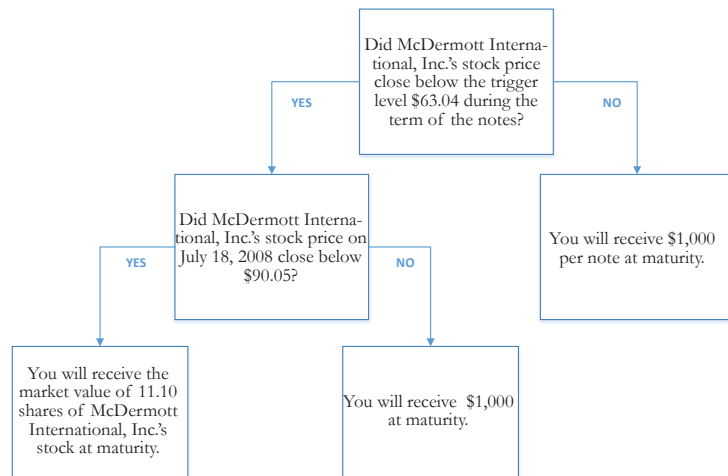 Did McDermott Interna-
tional, Inc.'s stock price
close below the trigger
level $63.04 during the
term of the notes?
YES
NO
Did McDermott Interna-
tional, Inc.'s stock price on
July 18, 2008 close below
$90.05?
You will receive $1,000
per note at maturity.
YES
NO
You will receive the
market value of 11.10
shares of McDermott
International, Inc.'s
stock at maturity.
You will receive $1,000
at maturity.